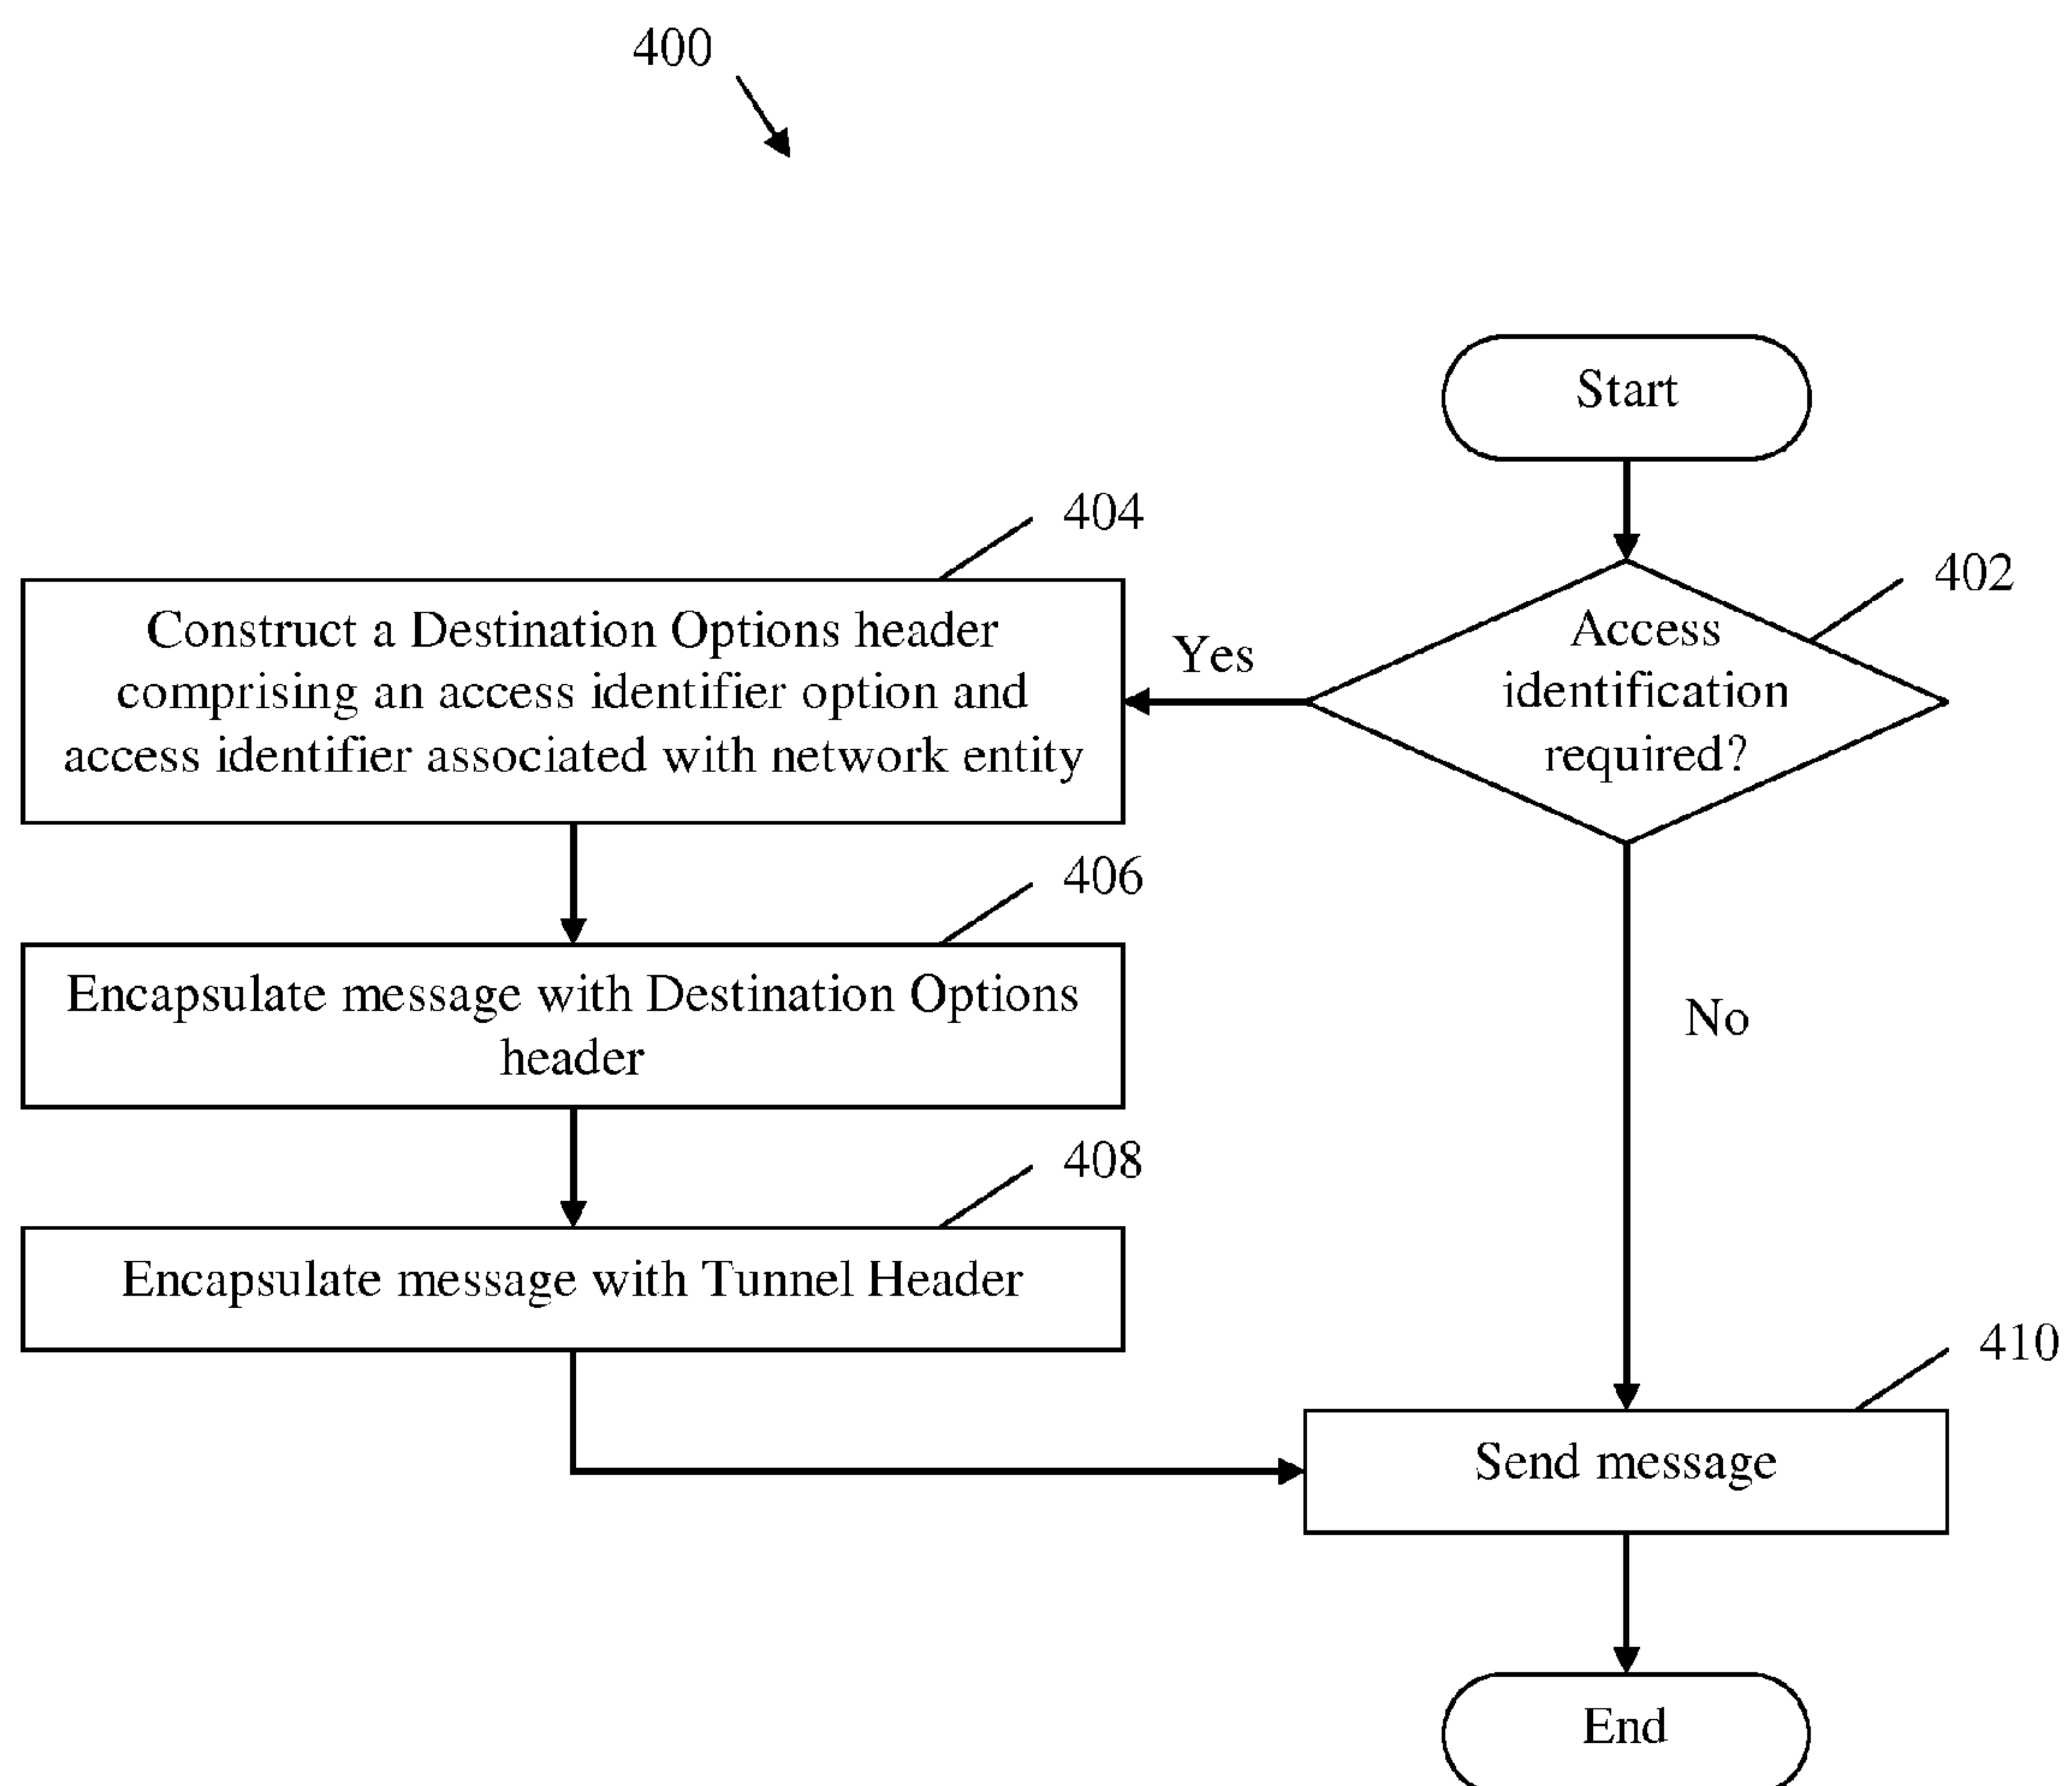 400
Start
404
402
Construct a Destination Options header
comprising an access identifier option and
access identifier associated with network entity
Yes
Access
identification
required?
406
Encapsulate message with Destination Options
header
No
408
Encapsulate message with Tunnel Header
410
Send message
End